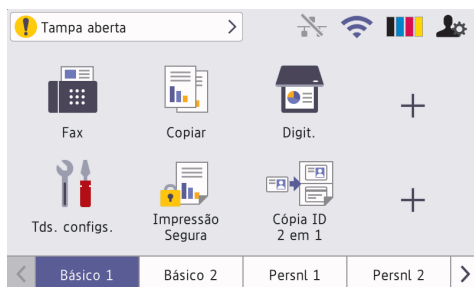 Tampa aberta
Fax
Copiar
Digit.
Tds. configs.
Impressão
Segura
Cópia ID
2 em 1
Básico 1
Básico 2
Persnl 1
Persnl 2